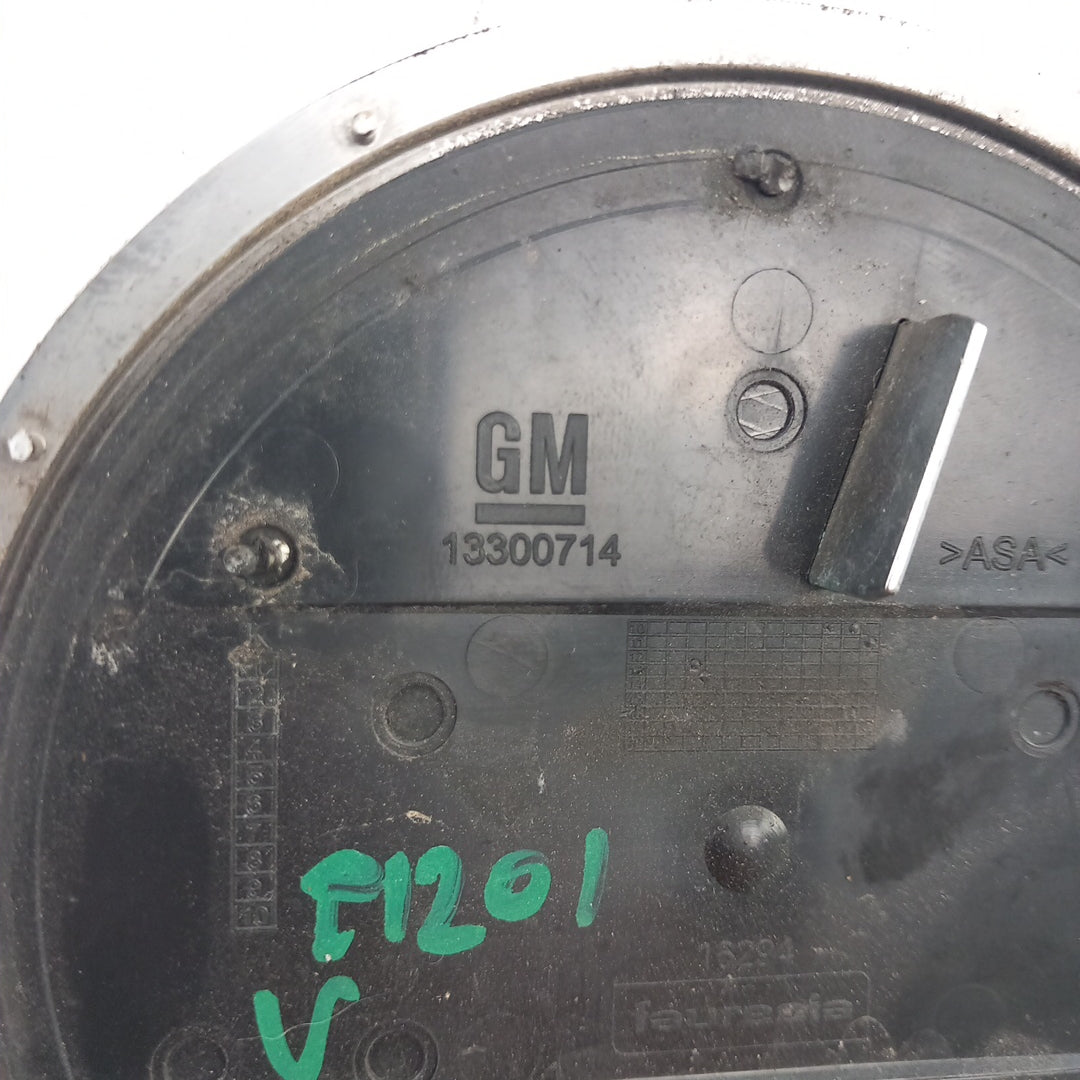 GM
13300714
>ASA<
F1201
16294
faurecia
V